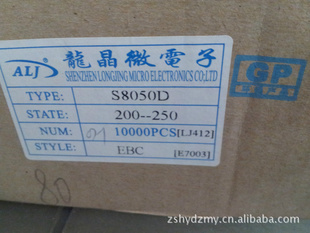 ALJ
龍晶微電子
SHENZHEN LONGJING MICRO ELECTRONICS CO;LTD
TYPE: S8050D
STATE: 200--250
NUM: 10000PCS[LJ412]
STYLE: EBC [E7003]
GP
80
zshydzmy.cn.alibaba.com